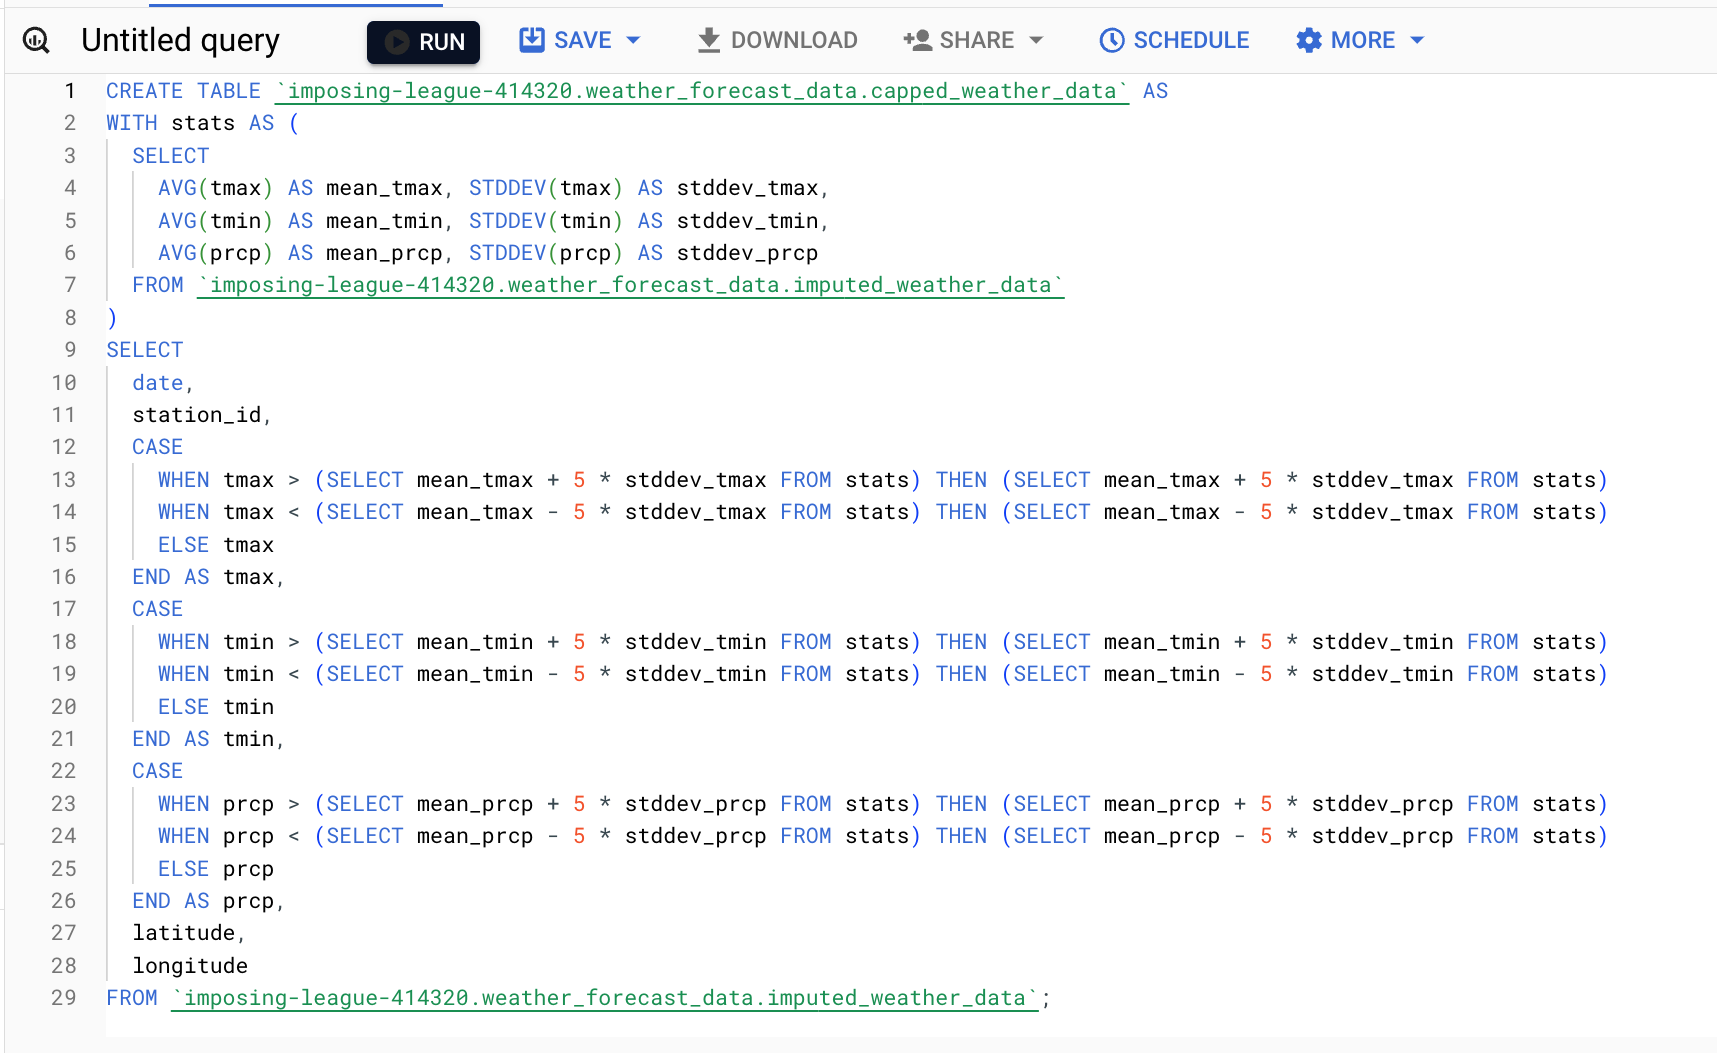 Untitled query RUN SAVE DOWNLOAD SHARE SCHEDULE MORE
1 CREATE TABLE `imposing-league-414320.weather_forecast_data.capped_weather_data` AS
2 WITH stats AS (
3 SELECT
4 AVG(tmax) AS mean_tmax, STDDEV(tmax) AS stddev_tmax,
5 AVG(tmin) AS mean_tmin, STDDEV(tmin) AS stddev_tmin,
6 AVG(prcp) AS mean_prcp, STDDEV(prcp) AS stddev_prcp
7 FROM `imposing-league-414320.weather_forecast_data.imputed_weather_data`
8 )
9 SELECT
10 date,
11 station_id,
12 CASE
13 WHEN tmax > (SELECT mean_tmax + 5 * stddev_tmax FROM stats) THEN (SELECT mean_tmax + 5 * stddev_tmax FROM stats)
14 WHEN tmax < (SELECT mean_tmax - 5 * stddev_tmax FROM stats) THEN (SELECT mean_tmax - 5 * stddev_tmax FROM stats)
15 ELSE tmax
16 END AS tmax,
17 CASE
18 WHEN tmin > (SELECT mean_tmin + 5 * stddev_tmin FROM stats) THEN (SELECT mean_tmin + 5 * stddev_tmin FROM stats)
19 WHEN tmin < (SELECT mean_tmin - 5 * stddev_tmin FROM stats) THEN (SELECT mean_tmin - 5 * stddev_tmin FROM stats)
20 ELSE tmin
21 END AS tmin,
22 CASE
23 WHEN prcp > (SELECT mean_prcp + 5 * stddev_prcp FROM stats) THEN (SELECT mean_prcp + 5 * stddev_prcp FROM stats)
24 WHEN prcp < (SELECT mean_prcp - 5 * stddev_prcp FROM stats) THEN (SELECT mean_prcp - 5 * stddev_prcp FROM stats)
25 ELSE prcp
26 END AS prcp,
27 latitude,
28 longitude
29 FROM `imposing-league-414320.weather_forecast_data.imputed_weather_data`;